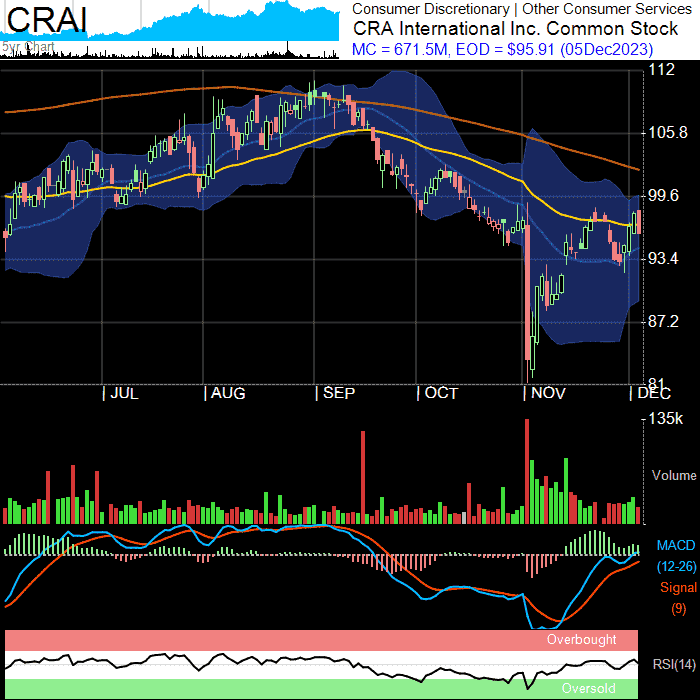 CRAI
5yr Chart
Consumer Discretionary | Other Consumer Services
CRA International Inc. Common Stock
MC = 671.5M, EOD = $95.91 (05Dec2023)
112
105.8
99.6
93.4
87.2
81
| JUL | AUG | SEP | OCT | NOV | DEC
135k
Volume
MACD
(12-26)
Signal
(9)
Overbought
RSI(14)
Oversold